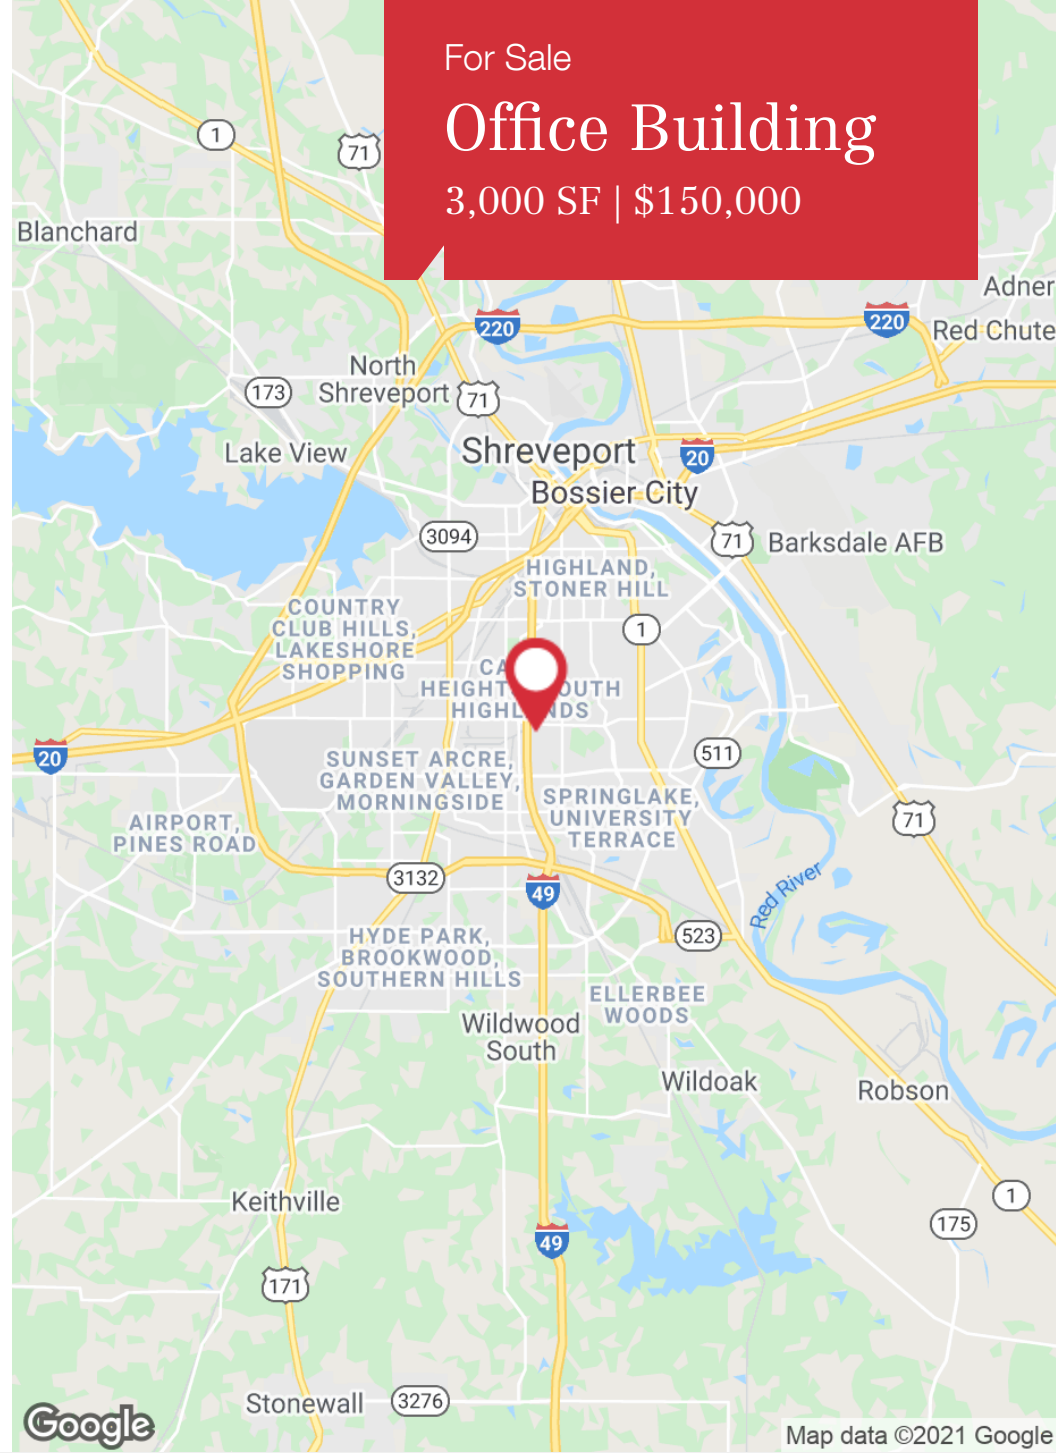 For Sale
Office Building
3,000 SF | $150,000
1
71
Blanchard
Adner
220
220
Red Chute
North
Shreveport
173
71
Lake View
Shreveport
20
Bossier City
3094
71
Barksdale AFB
HIGHLAND,
STONER HILL
COUNTRY
CLUB HILLS,
LAKESHORE
SHOPPING
1
20
511
SUNSET ARCRE,
GARDEN VALLEY,
MORNINGSIDE
SPRINGLAKE,
UNIVERSITY
TERRACE
AIRPORT,
PINES ROAD
71
3132
49
Red River
523
HYDE PARK,
BROOKWOOD,
SOUTHERN HILLS
ELLERBEE
WOODS
Wildwood
South
Wildoak
Robson
Keithville
1
175
49
171
Stonewall
3276
Google
Map data ©2021 Google